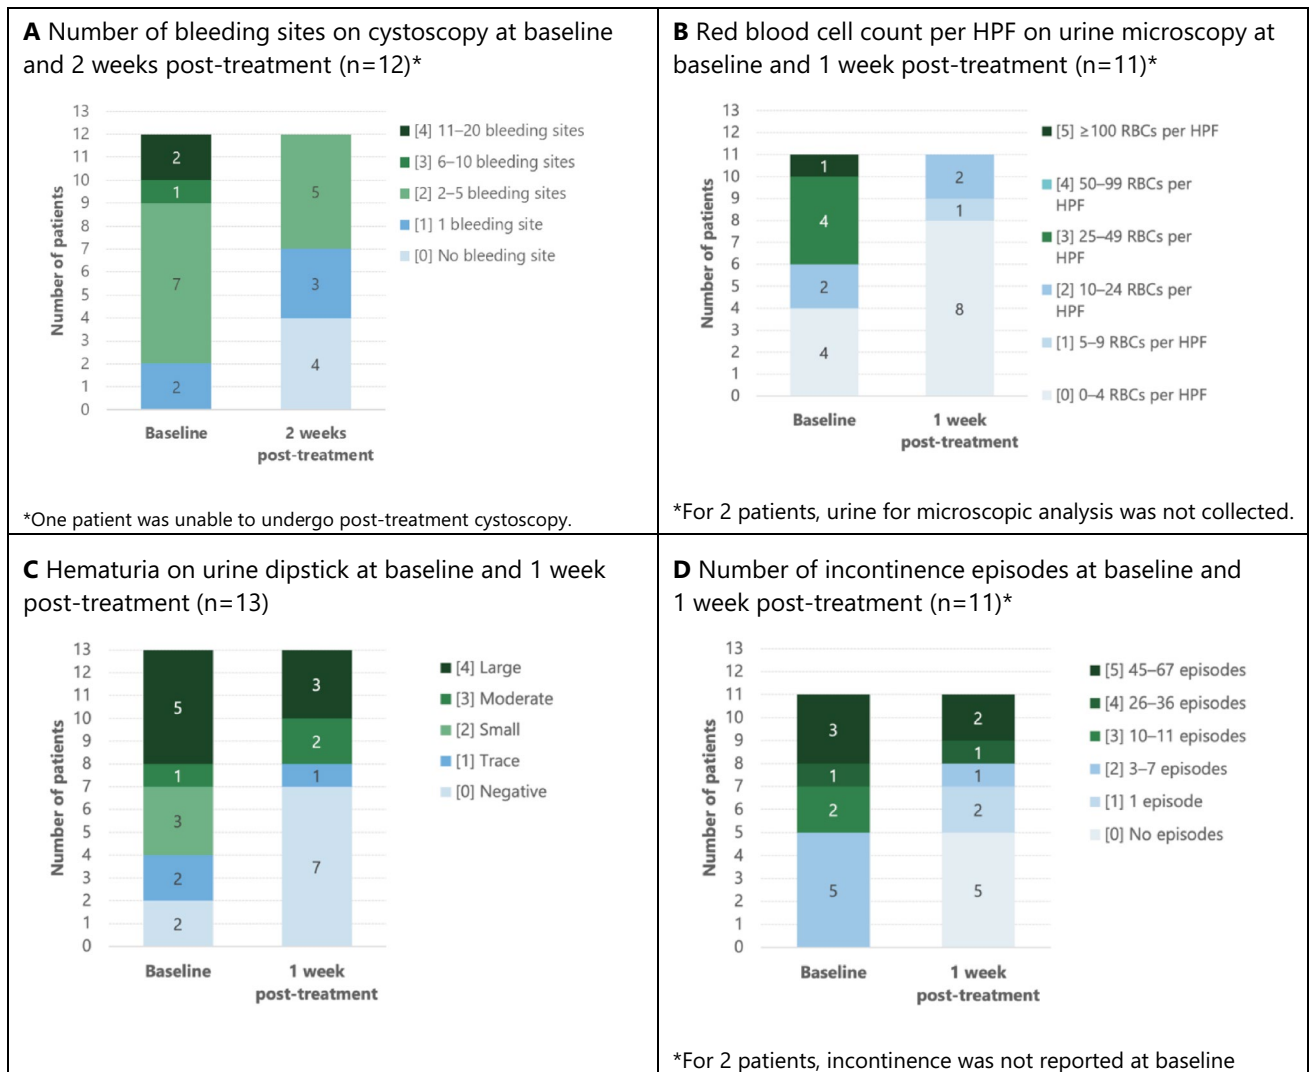 A Number of bleeding sites on cystoscopy at baseline
and 2 weeks post-treatment (n=12)*
13
12
11
10
9
8
7
6
5
4
3
2
1
0
Number of patients
2
1
7
2
5
3
4
Baseline
2 weeks
post-treatment
[4] 11–20 bleeding sites
[3] 6–10 bleeding sites
[2] 2–5 bleeding sites
[1] 1 bleeding site
[0] No bleeding site
*One patient was unable to undergo post-treatment cystoscopy.
B Red blood cell count per HPF on urine microscopy at
baseline and 1 week post-treatment (n=11)*
13
12
11
10
9
8
7
6
5
4
3
2
1
0
Number of patients
1
4
2
4
2
1
8
Baseline
1 week
post-treatment
[5] ≥100 RBCs per HPF
[4] 50–99 RBCs per
HPF
[3] 25–49 RBCs per
HPF
[2] 10–24 RBCs per
HPF
[1] 5–9 RBCs per HPF
[0] 0–4 RBCs per HPF
*For 2 patients, urine for microscopic analysis was not collected.
C Hematuria on urine dipstick at baseline and 1 week
post-treatment (n=13)
13
12
11
10
9
8
7
6
5
4
3
2
1
0
Number of patients
5
1
3
2
2
3
2
1
7
Baseline
1 week
post-treatment
[4] Large
[3] Moderate
[2] Small
[1] Trace
[0] Negative
D Number of incontinence episodes at baseline and
1 week post-treatment (n=11)*
13
12
11
10
9
8
7
6
5
4
3
2
1
0
Number of patients
3
1
2
5
2
1
1
2
5
Baseline
1 week
post-treatment
[5] 45–67 episodes
[4] 26–36 episodes
[3] 10–11 episodes
[2] 3–7 episodes
[1] 1 episode
[0] No episodes
*For 2 patients, incontinence was not reported at baseline